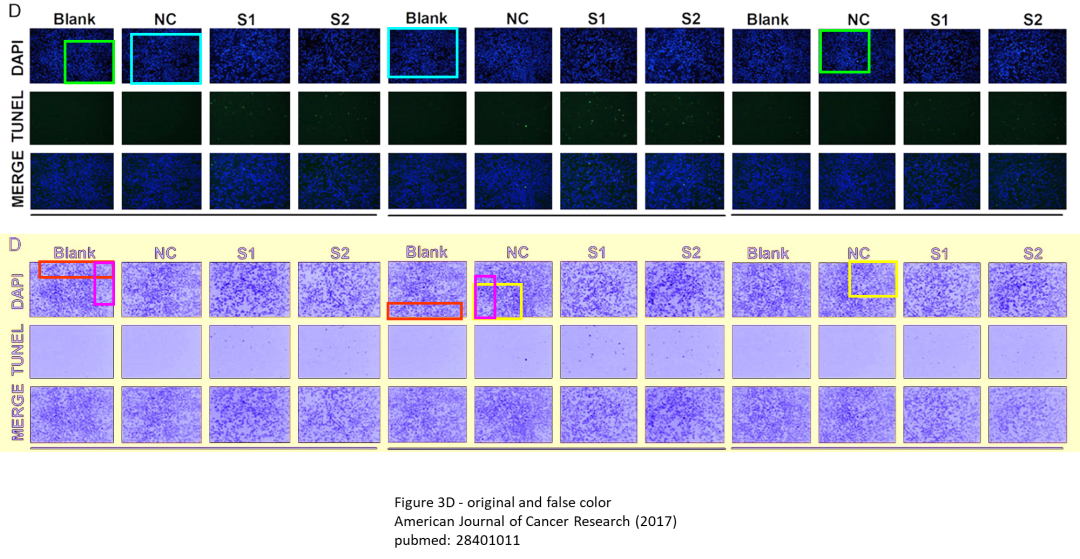 D
Blank NC S1 S2 Blank NC S1 S2 Blank NC S1 S2
DAPI
TUNEL
MERGE
D
Blank NC S1 S2 Blank NC S1 S2 Blank NC S1 S2
DAPI
TUNEL
MERGE
Figure 3D - original and false color
American Journal of Cancer Research (2017)
pubmed: 28401011